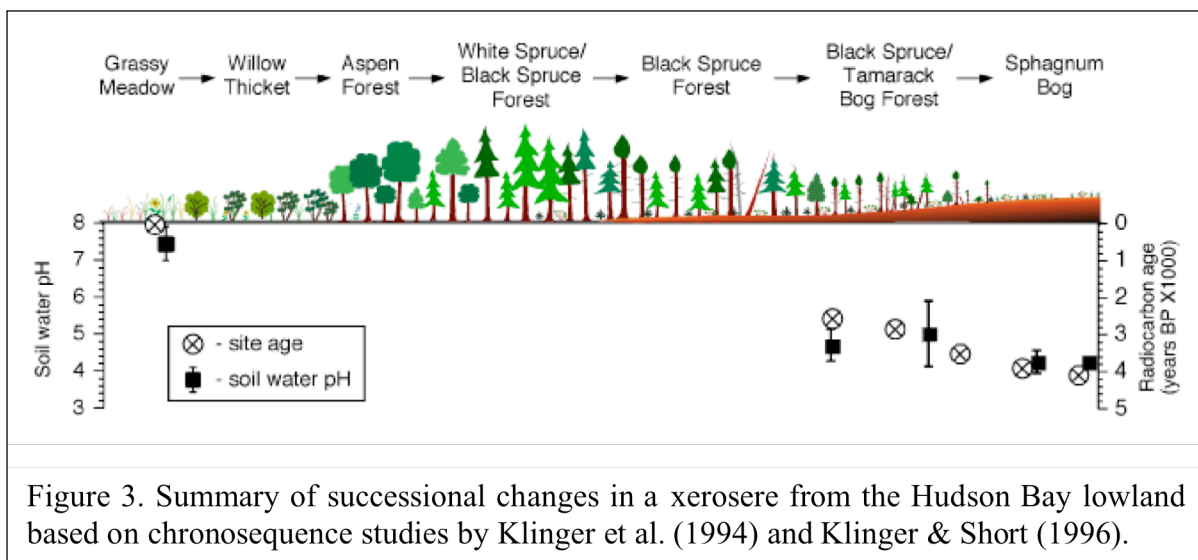 Grassy Meadow → Willow Thicket → Aspen Forest → White Spruce/ Black Spruce Forest → Black Spruce Forest → Black Spruce/ Tamarack Bog Forest → Sphagnum Bog
8
7
6
5
4
3
Soil water pH
- site age
- soil water pH
0
1
2
3
4
5
Radiocarbon age
(years BP X1000)
Figure 3. Summary of successional changes in a xerosere from the Hudson Bay lowland
based on chronosequence studies by Klinger et al. (1994) and Klinger & Short (1996).